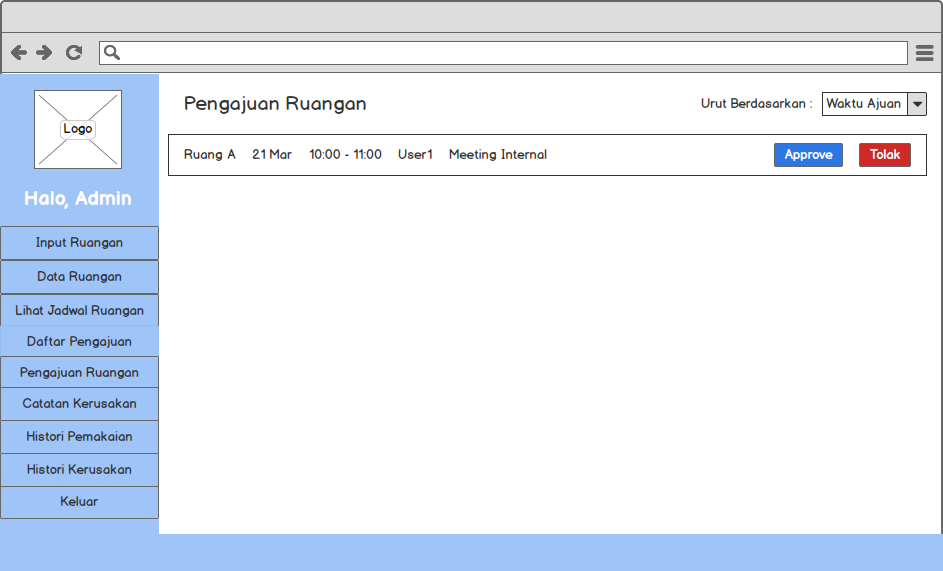 Logo
Halo, Admin
Input Ruangan
Data Ruangan
Lihat Jadwal Ruangan
Daftar Pengajuan
Pengajuan Ruangan
Catatan Kerusakan
Histori Pemakaian
Histori Kerusakan
Keluar
Pengajuan Ruangan
Urut Berdasarkan : Waktu Ajuan
Ruang A 21 Mar 10:00 - 11:00 User1 Meeting Internal Approve Tolak